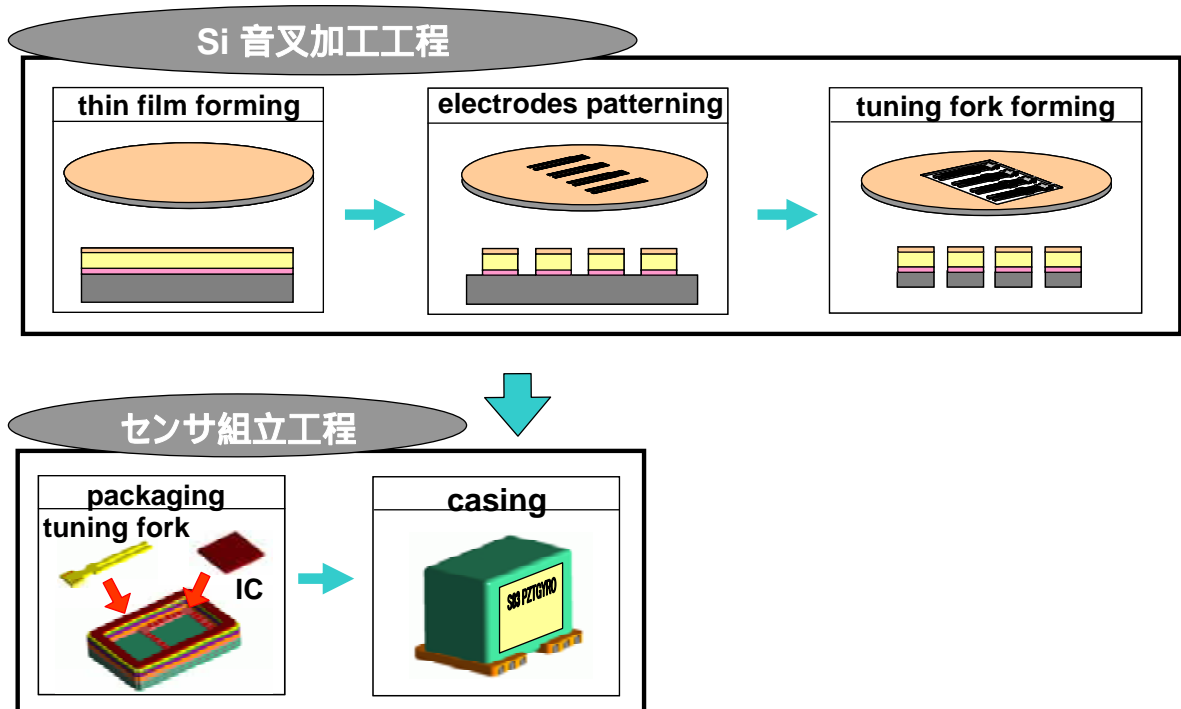 Si 音叉加工工程
thin film forming
electrodes patterning
tuning fork forming
センサ組立工程
packaging
tuning fork
IC
casing
S03 PZTGYRO